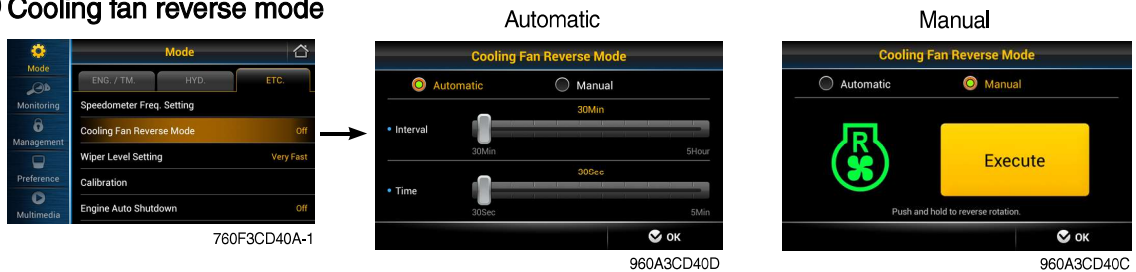 Cooling fan reverse mode
Mode
Monitoring
Management
Preference
Multimedia
Mode
ENG. / TM.
HYD.
ETC.
Speedometer Freq. Setting
Cooling Fan Reverse Mode Off
Wiper Level Setting Very Fast
Calibration
Engine Auto Shutdown Off
760F3CD40A-1
Automatic
Cooling Fan Reverse Mode
Automatic
Manual
30Min
• Interval
30Min 5Hour
30Sec
• Time
30Sec 5Min
OK
960A3CD40D
Manual
Cooling Fan Reverse Mode
Automatic
Manual
R
Execute
Push and hold to reverse rotation.
OK
960A3CD40C